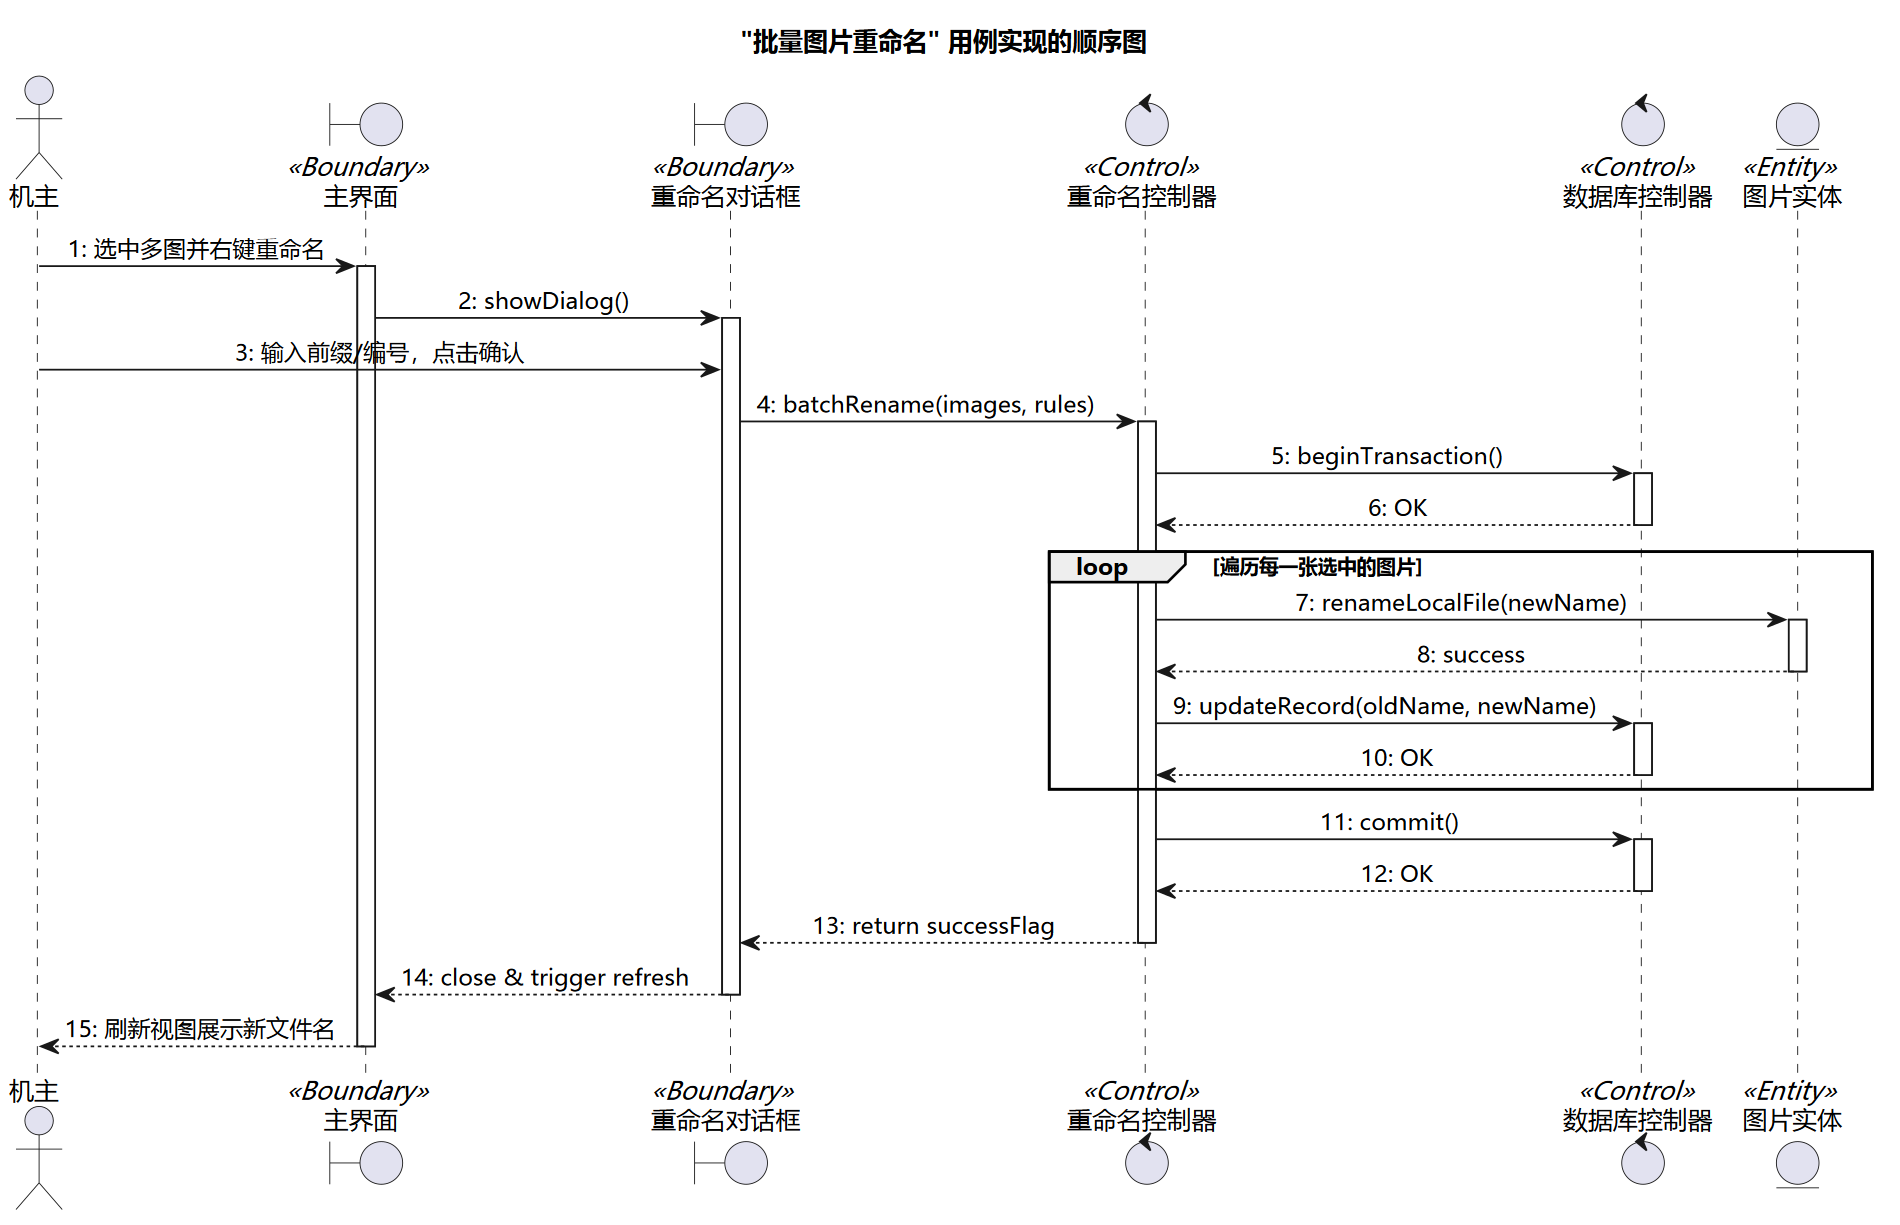 "批量图片重命名" 用例实现的顺序图
机主
«Boundary»
主界面
«Boundary»
重命名对话框
«Control»
重命名控制器
«Control»
数据库控制器
«Entity»
图片实体
1: 选中多图并右键重命名
2: showDialog()
3: 输入前缀/编号，点击确认
4: batchRename(images, rules)
5: beginTransaction()
6: OK
loop
[遍历每一张选中的图片]
7: renameLocalFile(newName)
8: success
9: updateRecord(oldName, newName)
10: OK
11: commit()
12: OK
13: return successFlag
14: close & trigger refresh
15: 刷新视图展示新文件名
机主
«Boundary»
主界面
«Boundary»
重命名对话框
«Control»
重命名控制器
«Control»
数据库控制器
«Entity»
图片实体